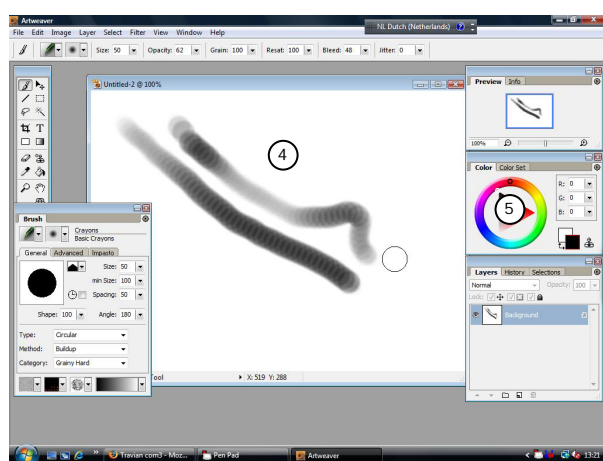 Artweaver
NL Dutch (Netherlands)
File Edit Image Layer Select Filter View Window Help
Size: 50 Opacity: 62 Grain: 100 Resat: 100 Bleed: 48 Jitter: 0
Untitled-2 @ 100%
T
4
Preview Info
100%
Color Color Set
R: 0
G: 0
B: 0
5
Brush
Crayons
Basic Crayons
General Advanced Impasto
Size: 50
min Size: 100
Spacing: 50
Shape: 100 Angle: 180
Type: Circular
Method: Buildup
Category: Grainy Hard
Layers History Selections
Normal Opacity: 100
Lock:
Background
ool X: 519 Y: 288
Travian com3 - Moz... Pen Pad Artweaver 13:21